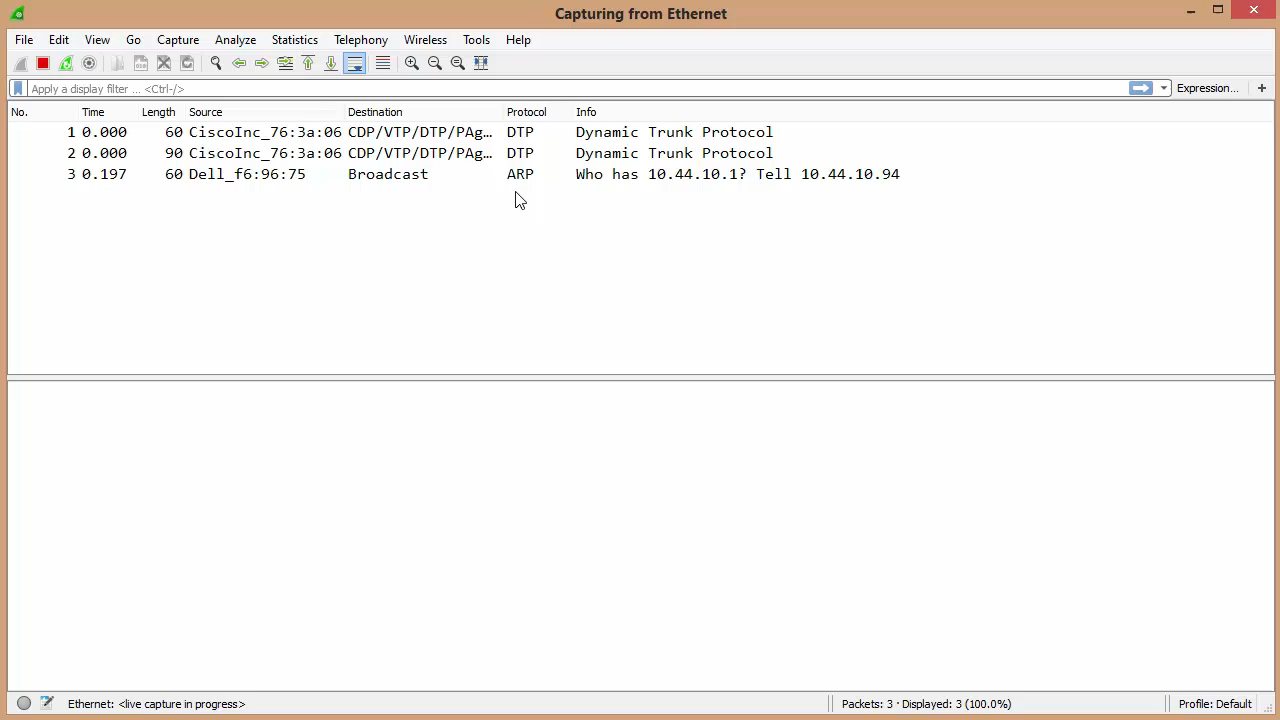 Capturing from Ethernet
File Edit View Go Capture Analyze Statistics Telephony Wireless Tools Help
Apply a display filter ... <Ctrl-/> Expression... +
No. Time Length Source Destination Protocol Info
1 0.000 60 CiscoInc_76:3a:06 CDP/VTP/DTP/PAg... DTP Dynamic Trunk Protocol
2 0.000 90 CiscoInc_76:3a:06 CDP/VTP/DTP/PAg... DTP Dynamic Trunk Protocol
3 0.197 60 Dell_f6:96:75 Broadcast ARP Who has 10.44.10.1? Tell 10.44.10.94
Ethernet: <live capture in progress> Packets: 3 · Displayed: 3 (100.0%) Profile: Default